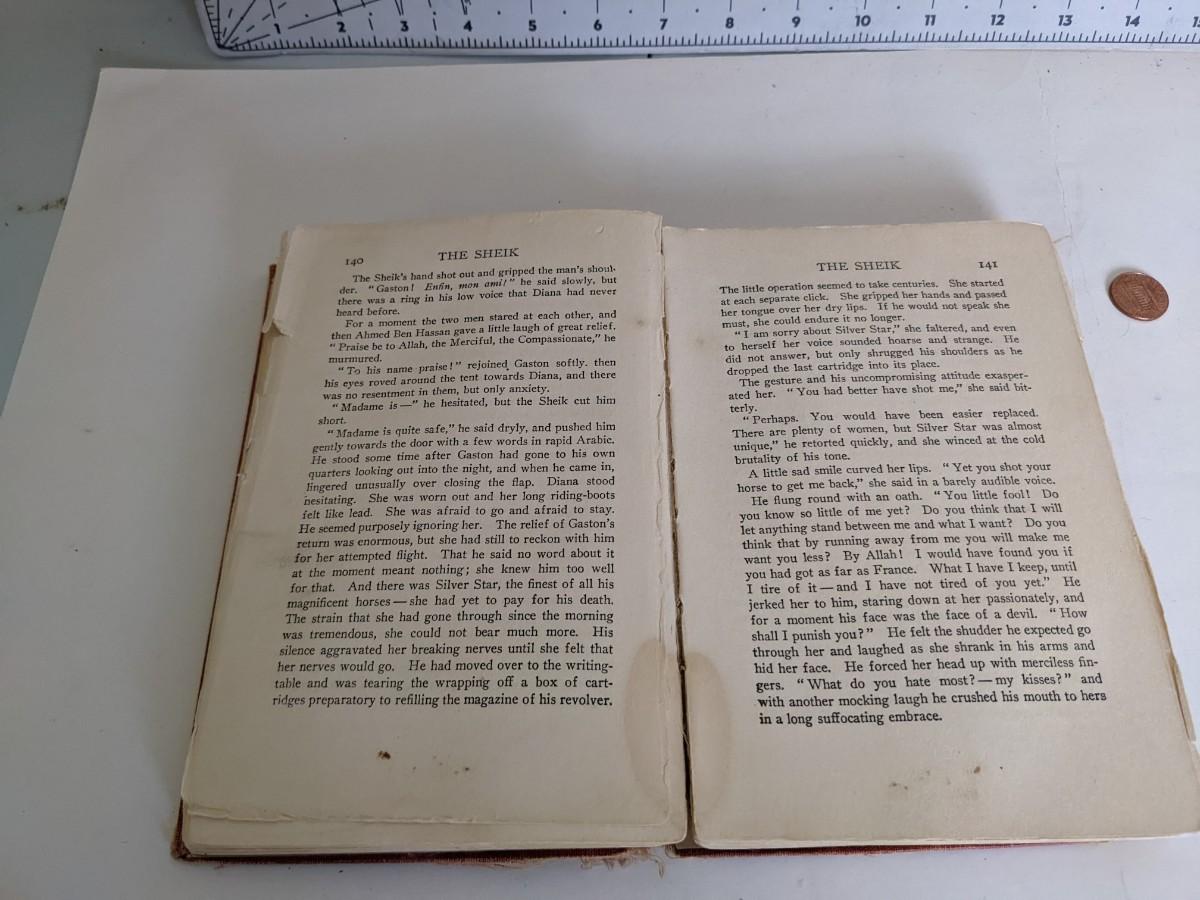 1 2 3 4 5 6 7 8 9 10 11 12 13 14 15
140 THE SHEIK
The Sheik's hand shot out and gripped the man's shoul-
der. "Gaston! Enfin, mon ami!" he said slowly, but
there was a ring in his low voice that Diana had never
heard before.
For a moment the two men stared at each other, and
then Ahmed Ben Hassan gave a little laugh of great relief.
"Praise be to Allah, the Merciful, the Compassionate," he
murmured.
"To his name praise!" rejoined Gaston softly. then
his eyes roved around the tent towards Diana, and there
was no resentment in them, but only anxiety.
"Madame is—" he hesitated, but the Sheik cut him
short.
"Madame is quite safe," he said dryly, and pushed him
gently towards the door with a few words in rapid Arabic.
He stood some time after Gaston had gone to his own
quarters looking out into the night, and when he came in,
lingered unusually over closing the flap. Diana stood
hesitating. She was worn out and her long riding-boots
felt like lead. She was afraid to go and afraid to stay.
He seemed purposely ignoring her. The relief of Gaston's
return was enormous, but she had still to reckon with him
for her attempted flight. That he said no word about it
at the moment meant nothing; she knew him too well
for that. And there was Silver Star, the finest of all his
magnificent horses—she had yet to pay for his death.
The strain that she had gone through since the morning
was tremendous, she could not bear much more. His
silence aggravated her breaking nerves until she felt that
her nerves would go. He had moved over to the writing-
table and was tearing the wrapping off a box of cart-
ridges preparatory to refilling the magazine of his revolver.
THE SHEIK 141
The little operation seemed to take centuries. She started
at each separate click. She gripped her hands and passed
her tongue over her dry lips. If he would not speak she
must, she could endure it no longer.
"I am sorry about Silver Star," she faltered, and even
to herself her voice sounded hoarse and strange. He
did not answer, but only shrugged his shoulders as he
dropped the last cartridge into its place.
The gesture and his uncompromising attitude exasper-
ated her. "You had better have shot me," she said bit-
terly.
"Perhaps. You would have been easier replaced.
There are plenty of women, but Silver Star was almost
unique," he retorted quickly, and she winced at the cold
brutality of his tone.
A little sad smile curved her lips. "Yet you shot your
horse to get me back," she said in a barely audible voice.
He flung round with an oath. "You little fool! Do
you know so little of me yet? Do you think that I will
let anything stand between me and what I want? Do you
think that by running away from me you will make me
want you less? By Allah! I would have found you if
you had got as far as France. What I have I keep, until
I tire of it—and I have not tired of you yet." He
jerked her to him, staring down at her passionately, and
for a moment his face was the face of a devil. "How
shall I punish you?" He felt the shudder he expected go
through her and laughed as she shrank in his arms and
hid her face. He forced her head up with merciless fin-
gers. "What do you hate most?—my kisses?" and
with another mocking laugh he crushed his mouth to hers
in a long suffocating embrace.